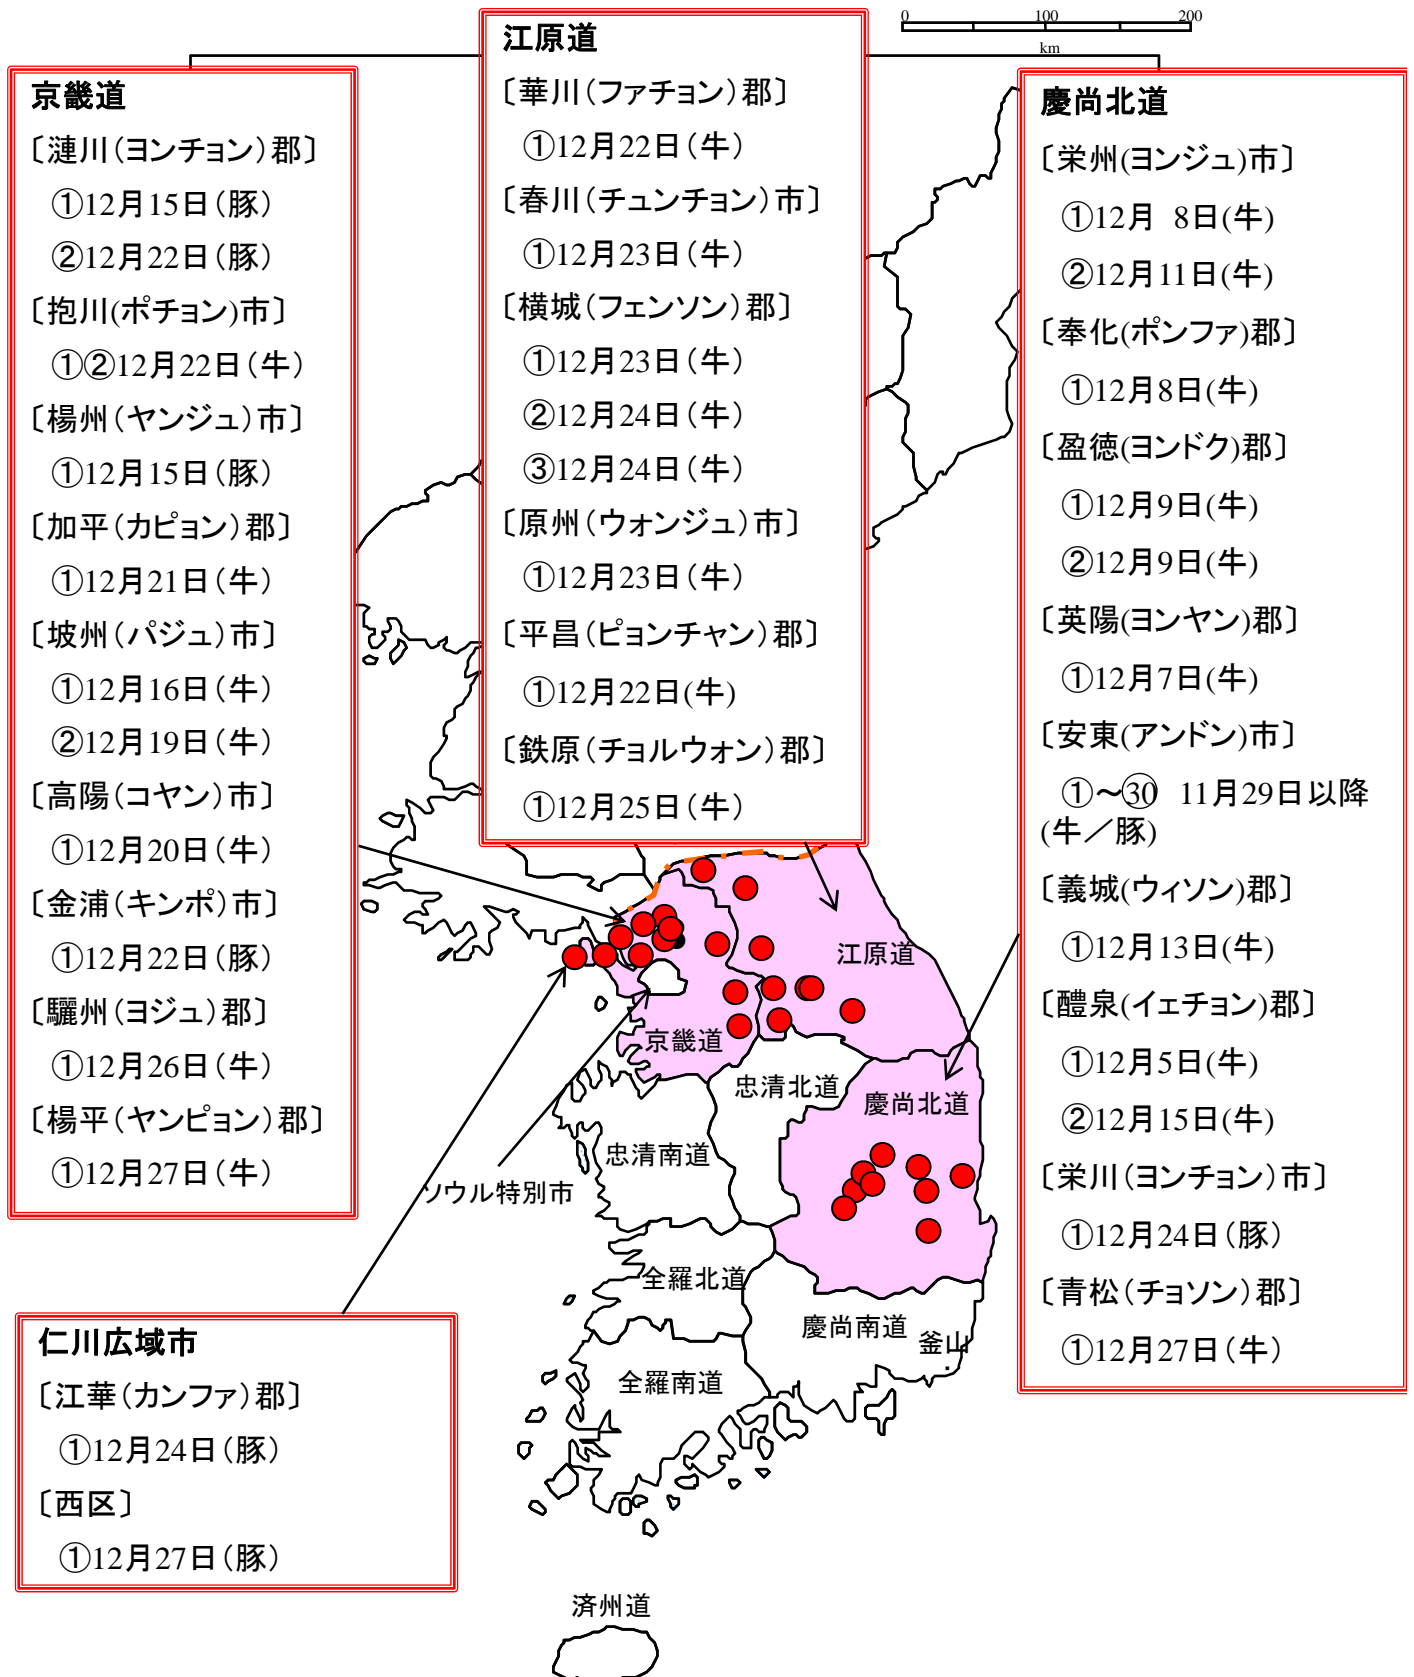 0 100 200
km
京畿道
〔漣川（ヨンチョン）郡〕
①12月15日（豚）
②12月22日（豚）
〔抱川(ポチョン)市〕
①②12月22日（牛）
〔楊州（ヤンジュ）市〕
①12月15日（豚）
〔加平（カピョン）郡〕
①12月21日（牛）
〔坡州（パジュ）市〕
①12月16日（牛）
②12月19日（牛）
〔高陽（コヤン）市〕
①12月20日（牛）
〔金浦（キンポ）市〕
①12月22日（豚）
〔驪州（ヨジュ）郡〕
①12月26日（牛）
〔楊平（ヤンピョン）郡〕
①12月27日（牛）
江原道
〔華川（ファチョン）郡〕
①12月22日（牛）
〔春川（チュンチョン）市〕
①12月23日（牛）
〔横城（フェンソン）郡〕
①12月23日（牛）
②12月24日（牛）
③12月24日（牛）
〔原州（ウォンジュ）市〕
①12月23日（牛）
〔平昌（ピョンチャン）郡〕
①12月22日(牛)
〔鉄原（チョルウォン）郡〕
①12月25日（牛）
慶尚北道
〔栄州(ヨンジュ)市〕
①12月 8日(牛)
②12月11日(牛)
〔奉化(ポンファ)郡〕
①12月8日(牛)
〔盈徳(ヨンドク)郡〕
①12月9日(牛)
②12月9日(牛)
〔英陽(ヨンヤン)郡〕
①12月7日(牛)
〔安東(アンドン)市〕
①～㉚ 11月29日以降
(牛／豚)
〔義城(ウィソン)郡〕
①12月13日(牛)
〔醴泉(イェチョン)郡〕
①12月5日(牛)
②12月15日(牛)
〔栄川（ヨンチョン）市〕
①12月24日（豚）
〔青松（チョソン）郡〕
①12月27日（牛）
仁川広域市
〔江華（カンファ）郡〕
①12月24日（豚）
〔西区〕
①12月27日（豚）
江原道
京畿道
忠清北道
慶尚北道
忠清南道
ソウル特別市
全羅北道
慶尚南道
釜山
全羅南道
済州道